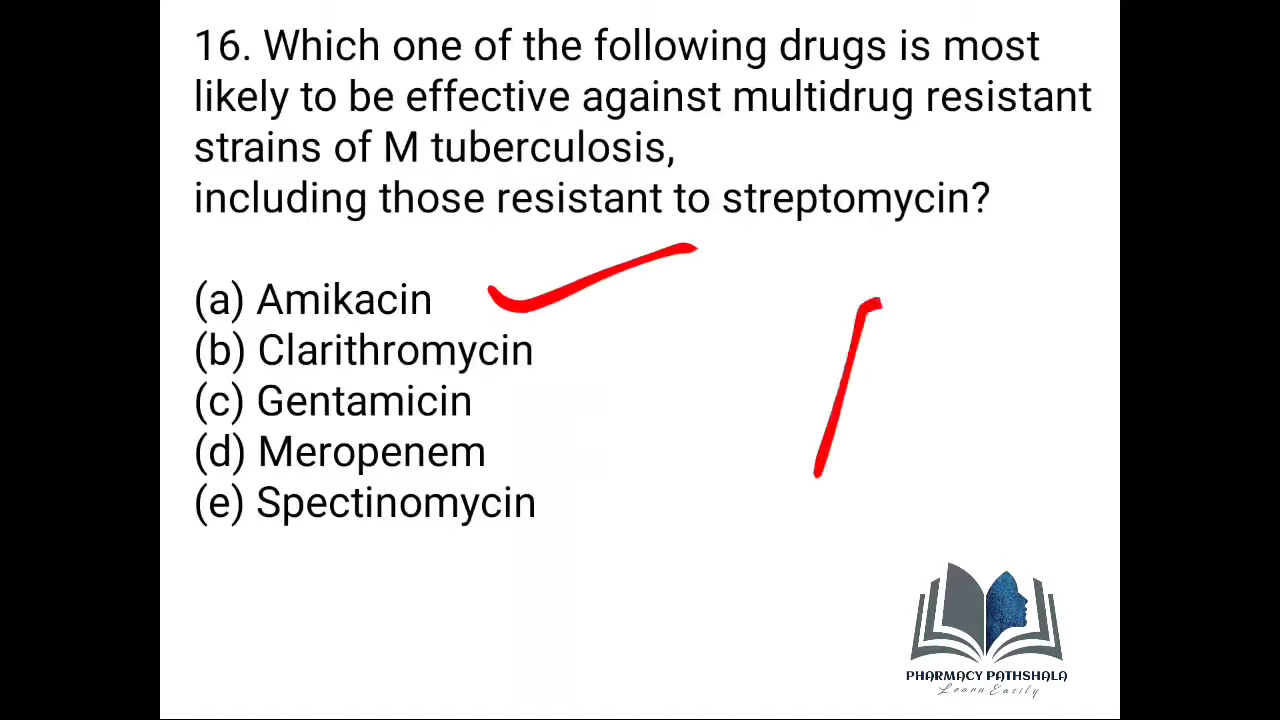 16. Which one of the following drugs is most
likely to be effective against multidrug resistant
strains of M tuberculosis,
including those resistant to streptomycin?
(a) Amikacin
(b) Clarithromycin
(c) Gentamicin
(d) Meropenem
(e) Spectinomycin
PHARMACY PATHSHALA
Learn Easily